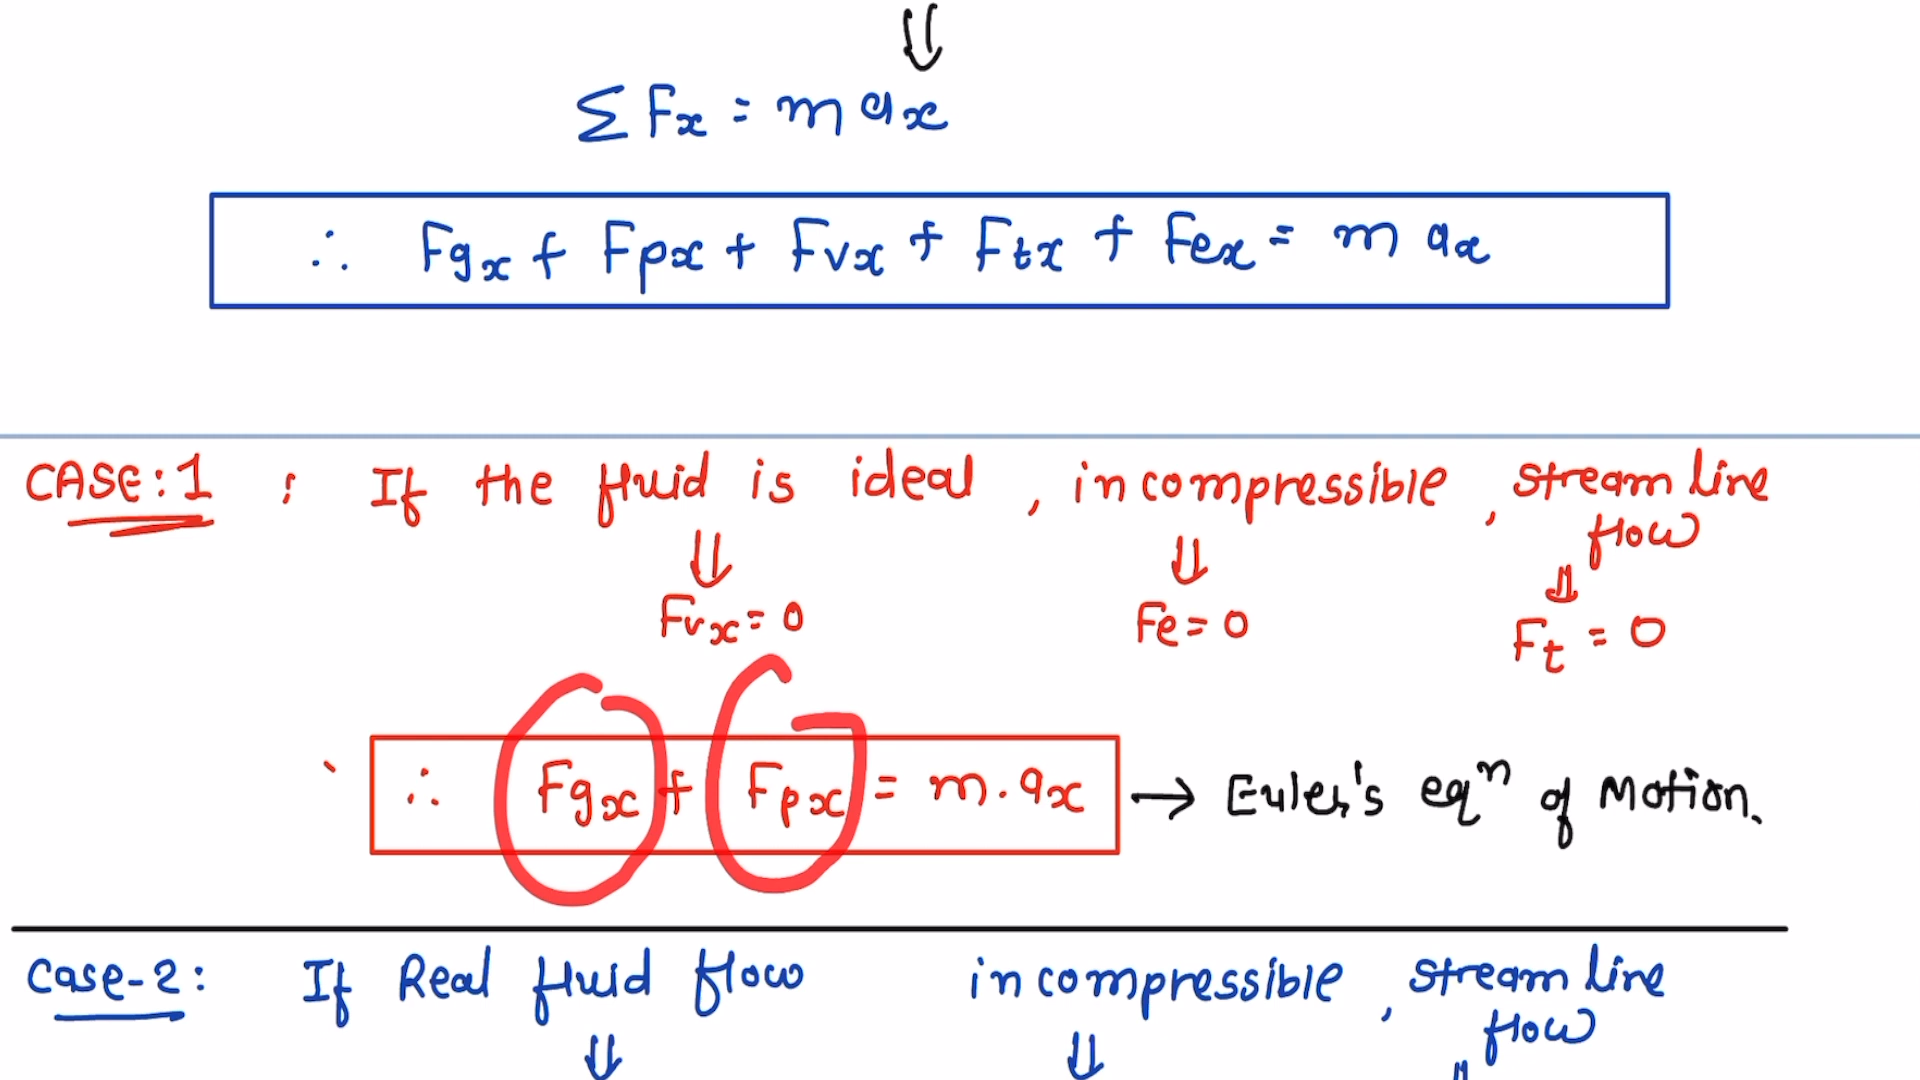 ⇓
Σ Fx = m ax
∴ Fgx + Fpx + Fvx + Ftx + Fex = m ax
CASE:1 : If the fluid is ideal , incompressible , stream line flow
⇓ ⇓ ⇓
Fvx = 0 Fe = 0 Ft = 0
∴ Fgx + Fpx = m . ax → Euler's eqⁿ of Motion.
Case-2: If Real fluid flow incompressible , stream line flow
⇓ ⇓